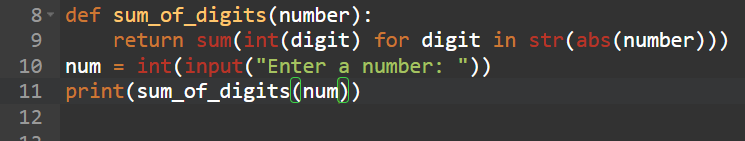 8 def sum_of_digits(number):
9     return sum(int(digit) for digit in str(abs(number)))
10 num = int(input("Enter a number: "))
11 print(sum_of_digits(num))
12